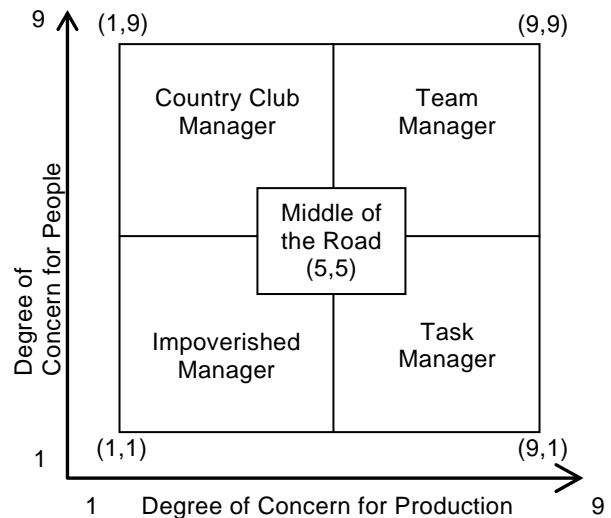 9
(1,9)
(9,9)
Country Club
Manager
Team
Manager
Middle of
the Road
(5,5)
Degree of
Concern for People
Impoverished
Manager
Task
Manager
(1,1)
(9,1)
1
1
Degree of Concern for Production
9